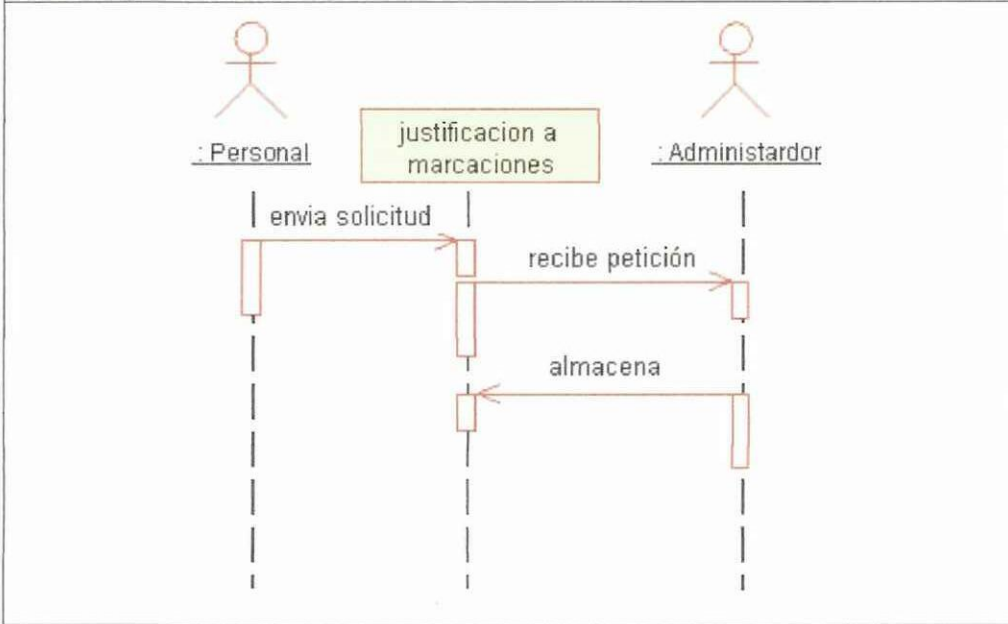 : Personal
justificacion a
marcaciones
: Administardor
envia solicitud
recibe petición
almacena